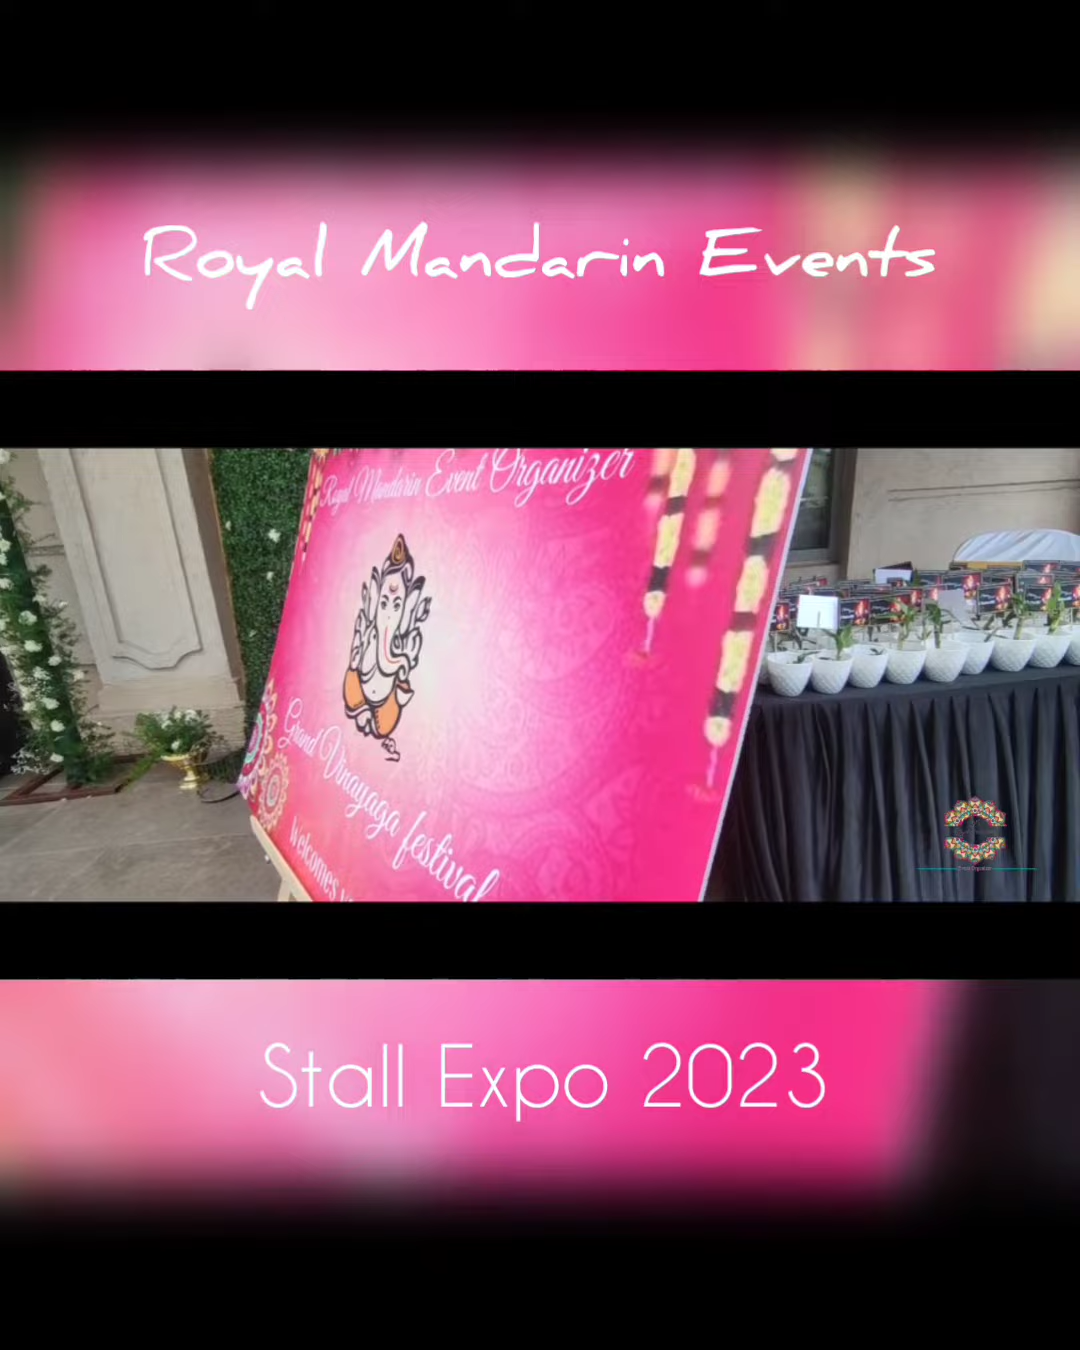 Royal Mandarin Events
Royal Mandarin Event Organizer
Grand Vinayaga festival
Welcomes
Stall Expo 2023